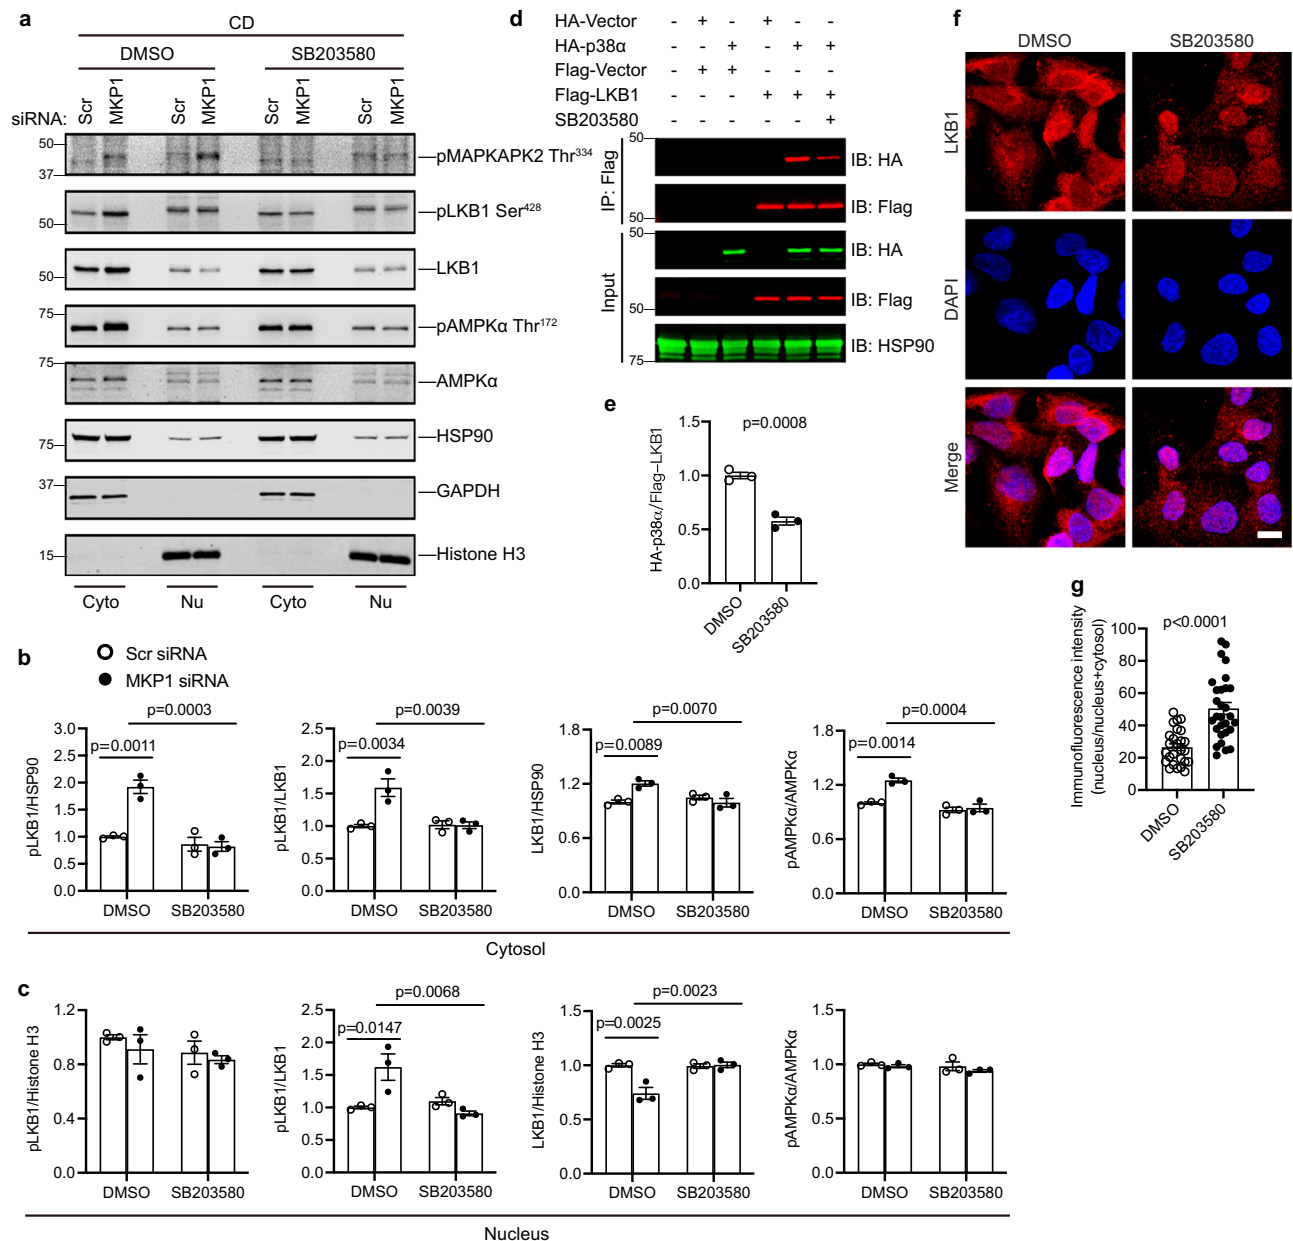 a
CD
DMSO SB203580
siRNA: Scr MKP1 Scr MKP1 Scr MKP1 Scr MKP1
50
37
pMAPKAPK2 Thr³³⁴
50
pLKB1 Ser⁴²⁸
50
LKB1
75
pAMPKα Thr¹⁷²
75
AMPKα
75
HSP90
37
GAPDH
15
Histone H3
Cyto Nu Cyto Nu
d
HA-Vector - + - + - -
HA-p38α - - + - + +
Flag-Vector - + + - - -
Flag-LKB1 - - - + + +
SB203580 - - - - - +
IP: Flag
50
IB: HA
50
IB: Flag
Input
50
IB: HA
50
IB: Flag
75
IB: HSP90
e
HA-p38α/Flag–LKB1
1.5
1.0
0.5
0.0
p=0.0008
DMSO
SB203580
f
DMSO SB203580
LKB1
DAPI
Merge
g
Immunofluorescence intensity
(nucleus/nucleus+cytosol)
100
80
60
40
20
0
p<0.0001
DMSO
SB203580
b
Scr siRNA
MKP1 siRNA
pLKB1/HSP90
3.0
2.5
2.0
1.5
1.0
0.5
0.0
p=0.0003
p=0.0011
DMSO SB203580
pLKB1/LKB1
2.5
2.0
1.5
1.0
0.5
0.0
p=0.0039
p=0.0034
DMSO SB203580
LKB1/HSP90
1.8
1.2
0.6
0.0
p=0.0070
p=0.0089
DMSO SB203580
pAMPKα/AMPKα
1.8
1.2
0.6
0.0
p=0.0004
p=0.0014
DMSO SB203580
Cytosol
c
pLKB1/Histone H3
1.2
0.8
0.4
0.0
DMSO SB203580
pLKB1/LKB1
2.5
2.0
1.5
1.0
0.5
0.0
p=0.0068
p=0.0147
DMSO SB203580
LKB1/Histone H3
1.5
1.0
0.5
0.0
p=0.0023
p=0.0025
DMSO SB203580
pAMPKα/AMPKα
1.5
1.0
0.5
0.0
DMSO SB203580
Nucleus